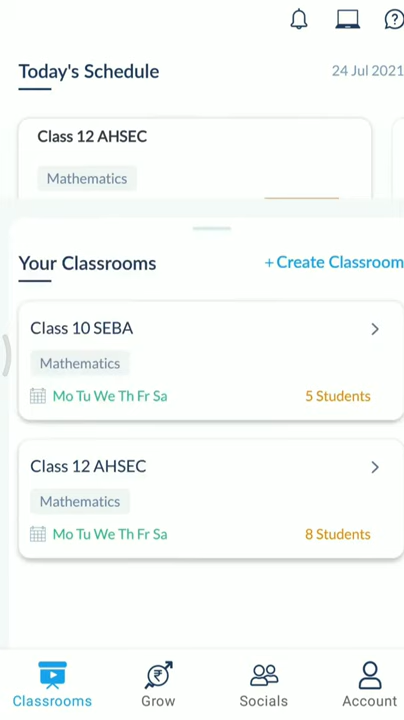 Today's Schedule
24 Jul 2021
Class 12 AHSEC
Mathematics
Your Classrooms
+ Create Classroom
Class 10 SEBA
Mathematics
Mo Tu We Th Fr Sa
5 Students
Class 12 AHSEC
Mathematics
Mo Tu We Th Fr Sa
8 Students
Classrooms
Grow
Socials
Account